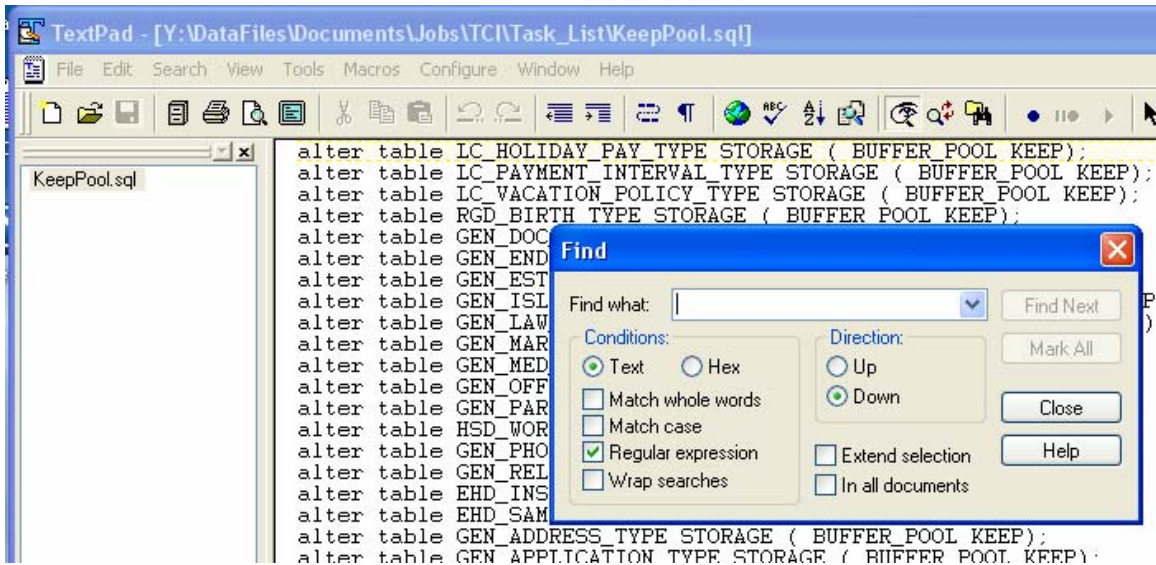 TextPad - [Y:\DataFiles\Documents\Jobs\TCI\Task_List\KeepPool.sql]
File Edit Search View Tools Macros Configure Window Help
KeepPool.sql
alter table LC_HOLIDAY_PAY_TYPE STORAGE ( BUFFER_POOL KEEP);
alter table LC_PAYMENT_INTERVAL_TYPE STORAGE ( BUFFER_POOL KEEP);
alter table LC_VACATION_POLICY_TYPE STORAGE ( BUFFER_POOL KEEP);
alter table RGD_BIRTH_TYPE STORAGE ( BUFFER_POOL KEEP);
alter table GEN_DOC
alter table GEN_END
alter table GEN_EST
alter table GEN_ISL P
alter table GEN_LAW )
alter table GEN_MAR
alter table GEN_MED
alter table GEN_OFF
alter table GEN_PAR
alter table HSD_WOR
alter table GEN_PHO
alter table GEN_REL
alter table EHD_INS
alter table EHD_SAM
alter table GEN_ADDRESS_TYPE STORAGE ( BUFFER_POOL KEEP);
alter table GEN_APPLICATION_TYPE STORAGE ( BUFFER_POOL KEEP);
Find
Find what:
Find Next
Mark All
Close
Help
Conditions:
Text Hex
Match whole words
Match case
Regular expression
Wrap searches
Direction:
Up
Down
Extend selection
In all documents